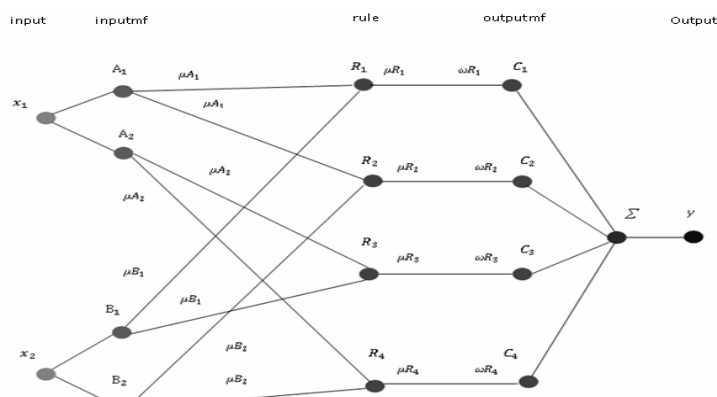 input inputmf rule outputmf Output
A₁ μA₁ R₁ μR₁ ωR₁ C₁
x₁ μA₁
A₂ μA₂ R₂ μR₂ ωR₂ C₂
μA₂ Σ y
R₃ μR₃ ωR₃ C₃
μB₁ μB₁
B₁
x₂ μB₂ R₄ μR₄ ωR₄ C₄
B₂ μB₂